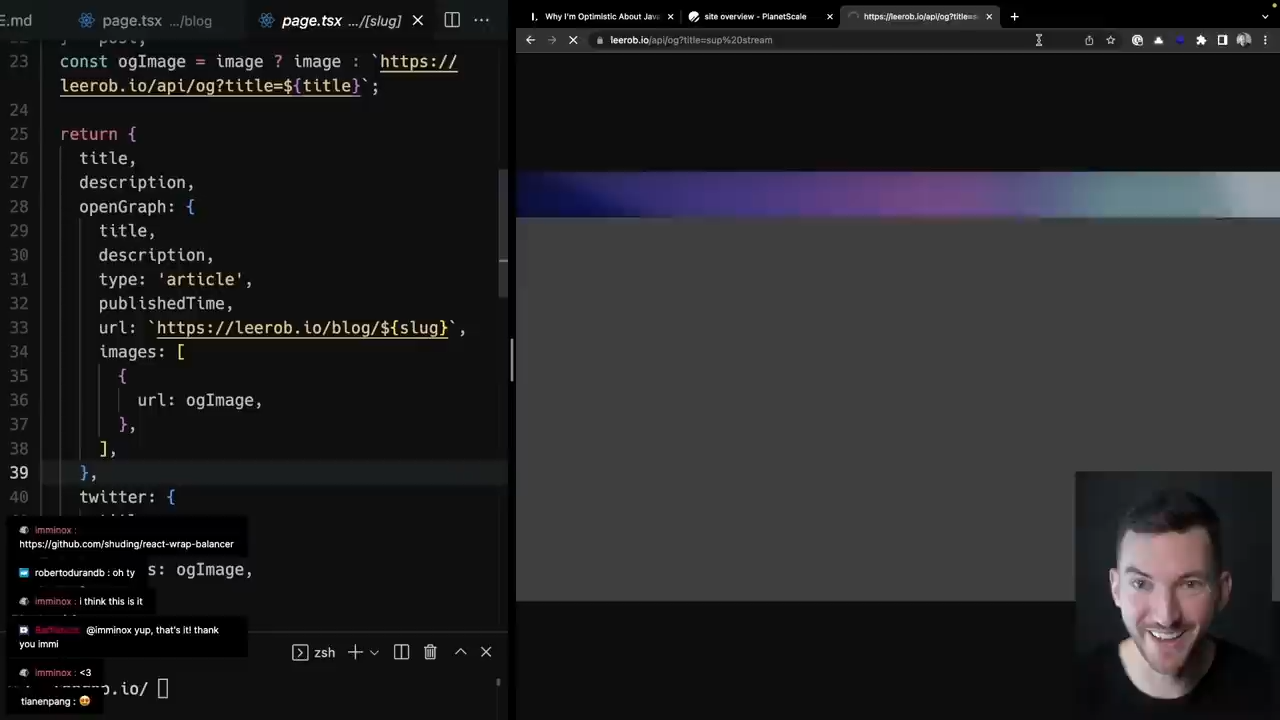 E.md
page.tsx .../blog
page.tsx .../[slug]
23 const ogImage = image ? image : `https://
leerob.io/api/og?title=${title}`;
24
25 return {
26 title,
27 description,
28 openGraph: {
29 title,
30 description,
31 type: 'article',
32 publishedTime,
33 url: `https://leerob.io/blog/${slug}`,
34 images: [
35 {
36 url: ogImage,
37 },
38 ],
39 },
40 twitter: {
s: ogImage,
imminox :
https://github.com/shuding/react-wrap-balancer
robertodurandb : oh ty
imminox : i think this is it
@imminox yup, that's it! thank
you immi
imminox : <3
tianenpang :
zsh
.io/
Why I'm Optimistic About Java
site overview - PlanetScale
https://leerob.io/api/og?title=s
leerob.io/api/og?title=sup%20stream